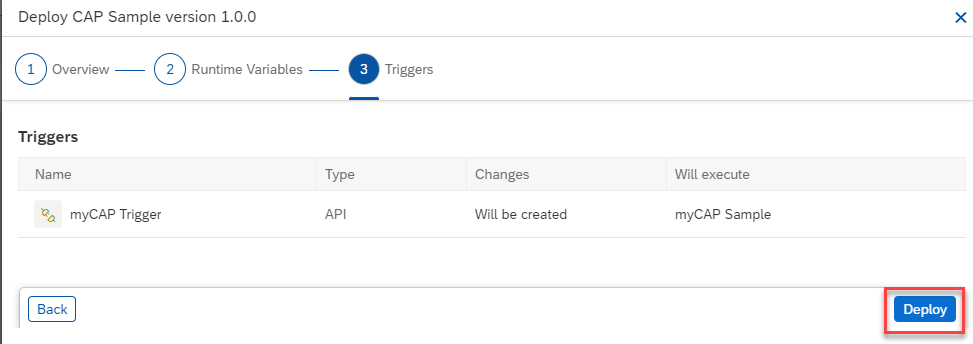 Deploy CAP Sample version 1.0.0
1 Overview 2 Runtime Variables 3 Triggers
Triggers
Name Type Changes Will execute
myCAP Trigger API Will be created myCAP Sample
Back Deploy